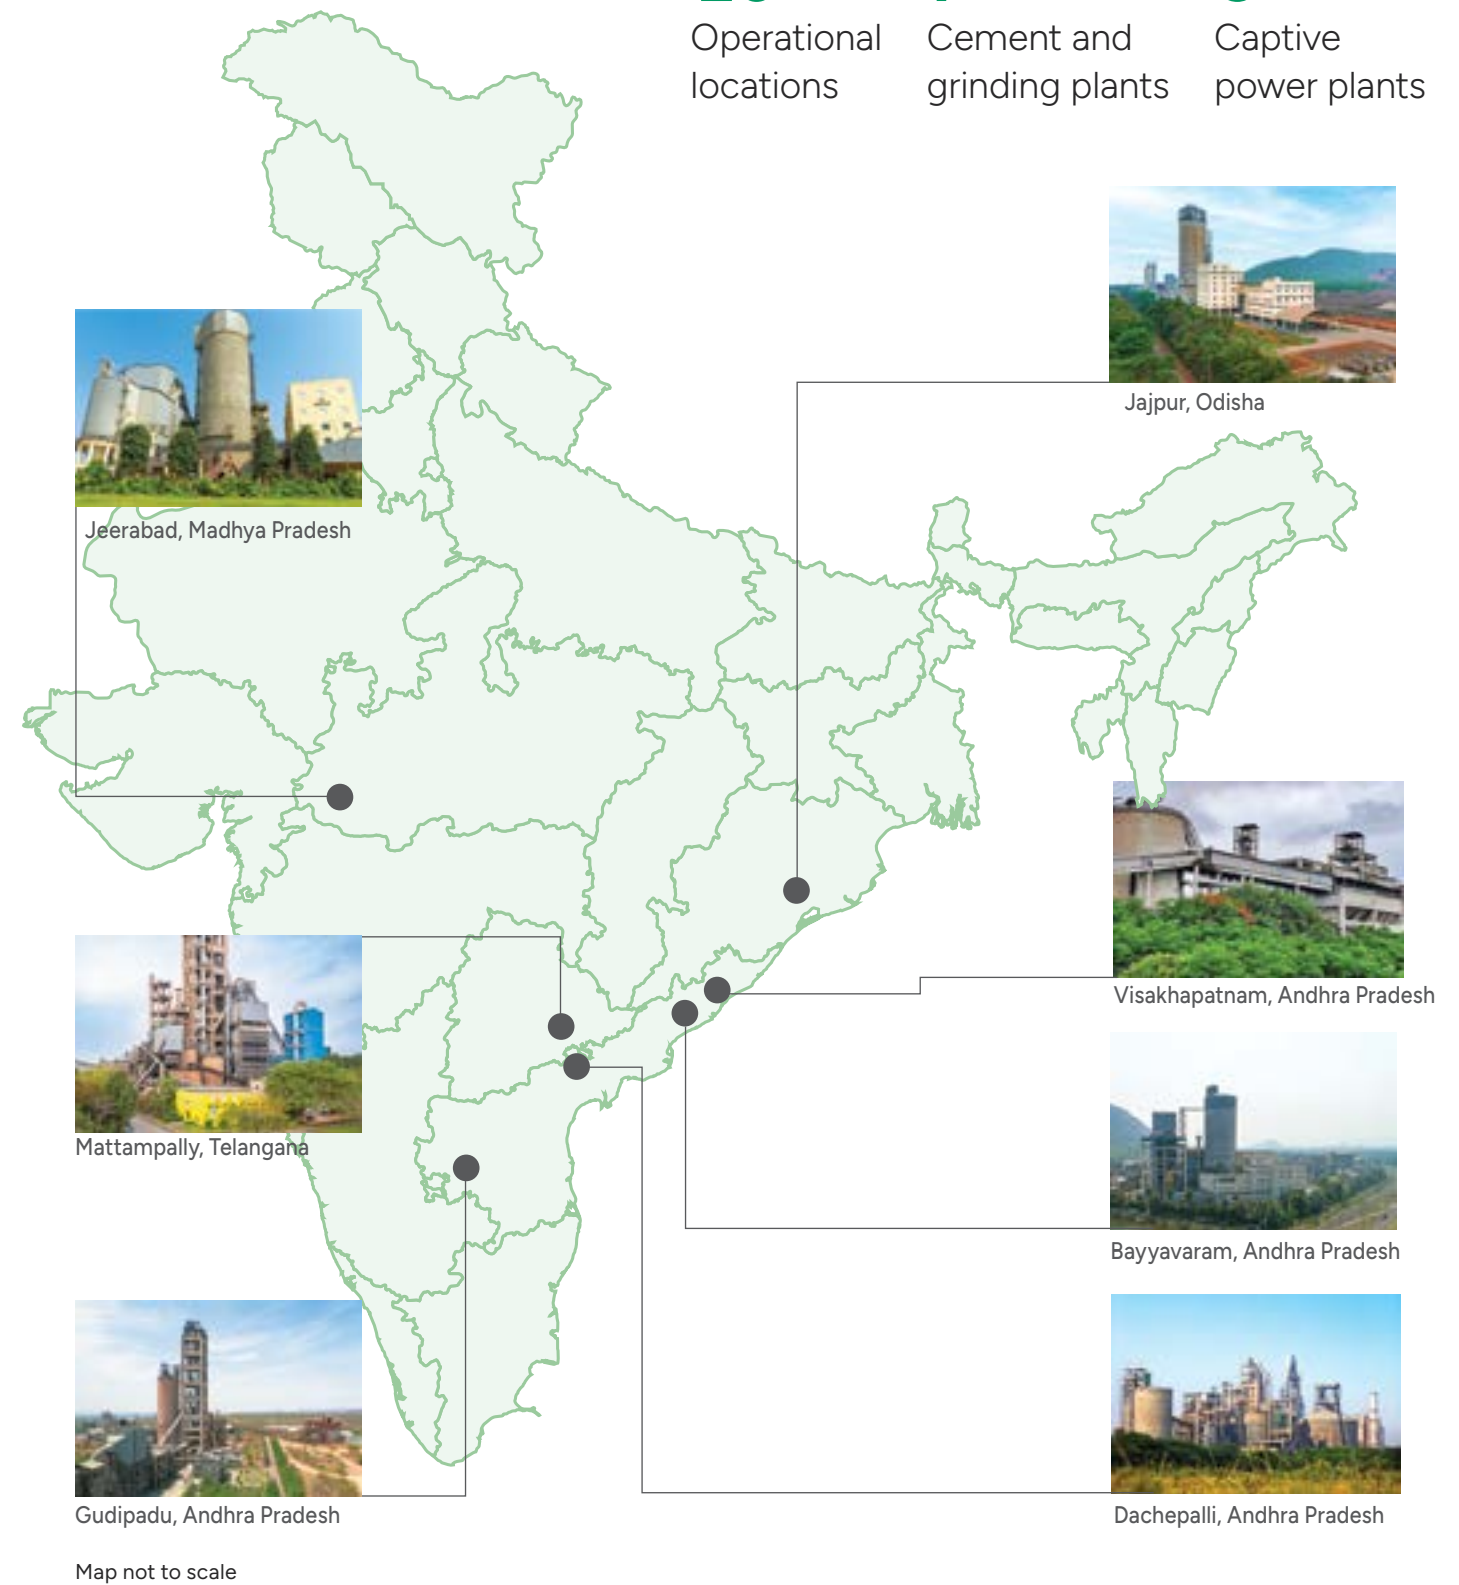 Operational
locations
Cement and
grinding plants
Captive
power plants
Jajpur, Odisha
Jeerabad, Madhya Pradesh
Visakhapatnam, Andhra Pradesh
Mattampally, Telangana
Bayyavaram, Andhra Pradesh
Gudipadu, Andhra Pradesh
Dachepalli, Andhra Pradesh
Map not to scale